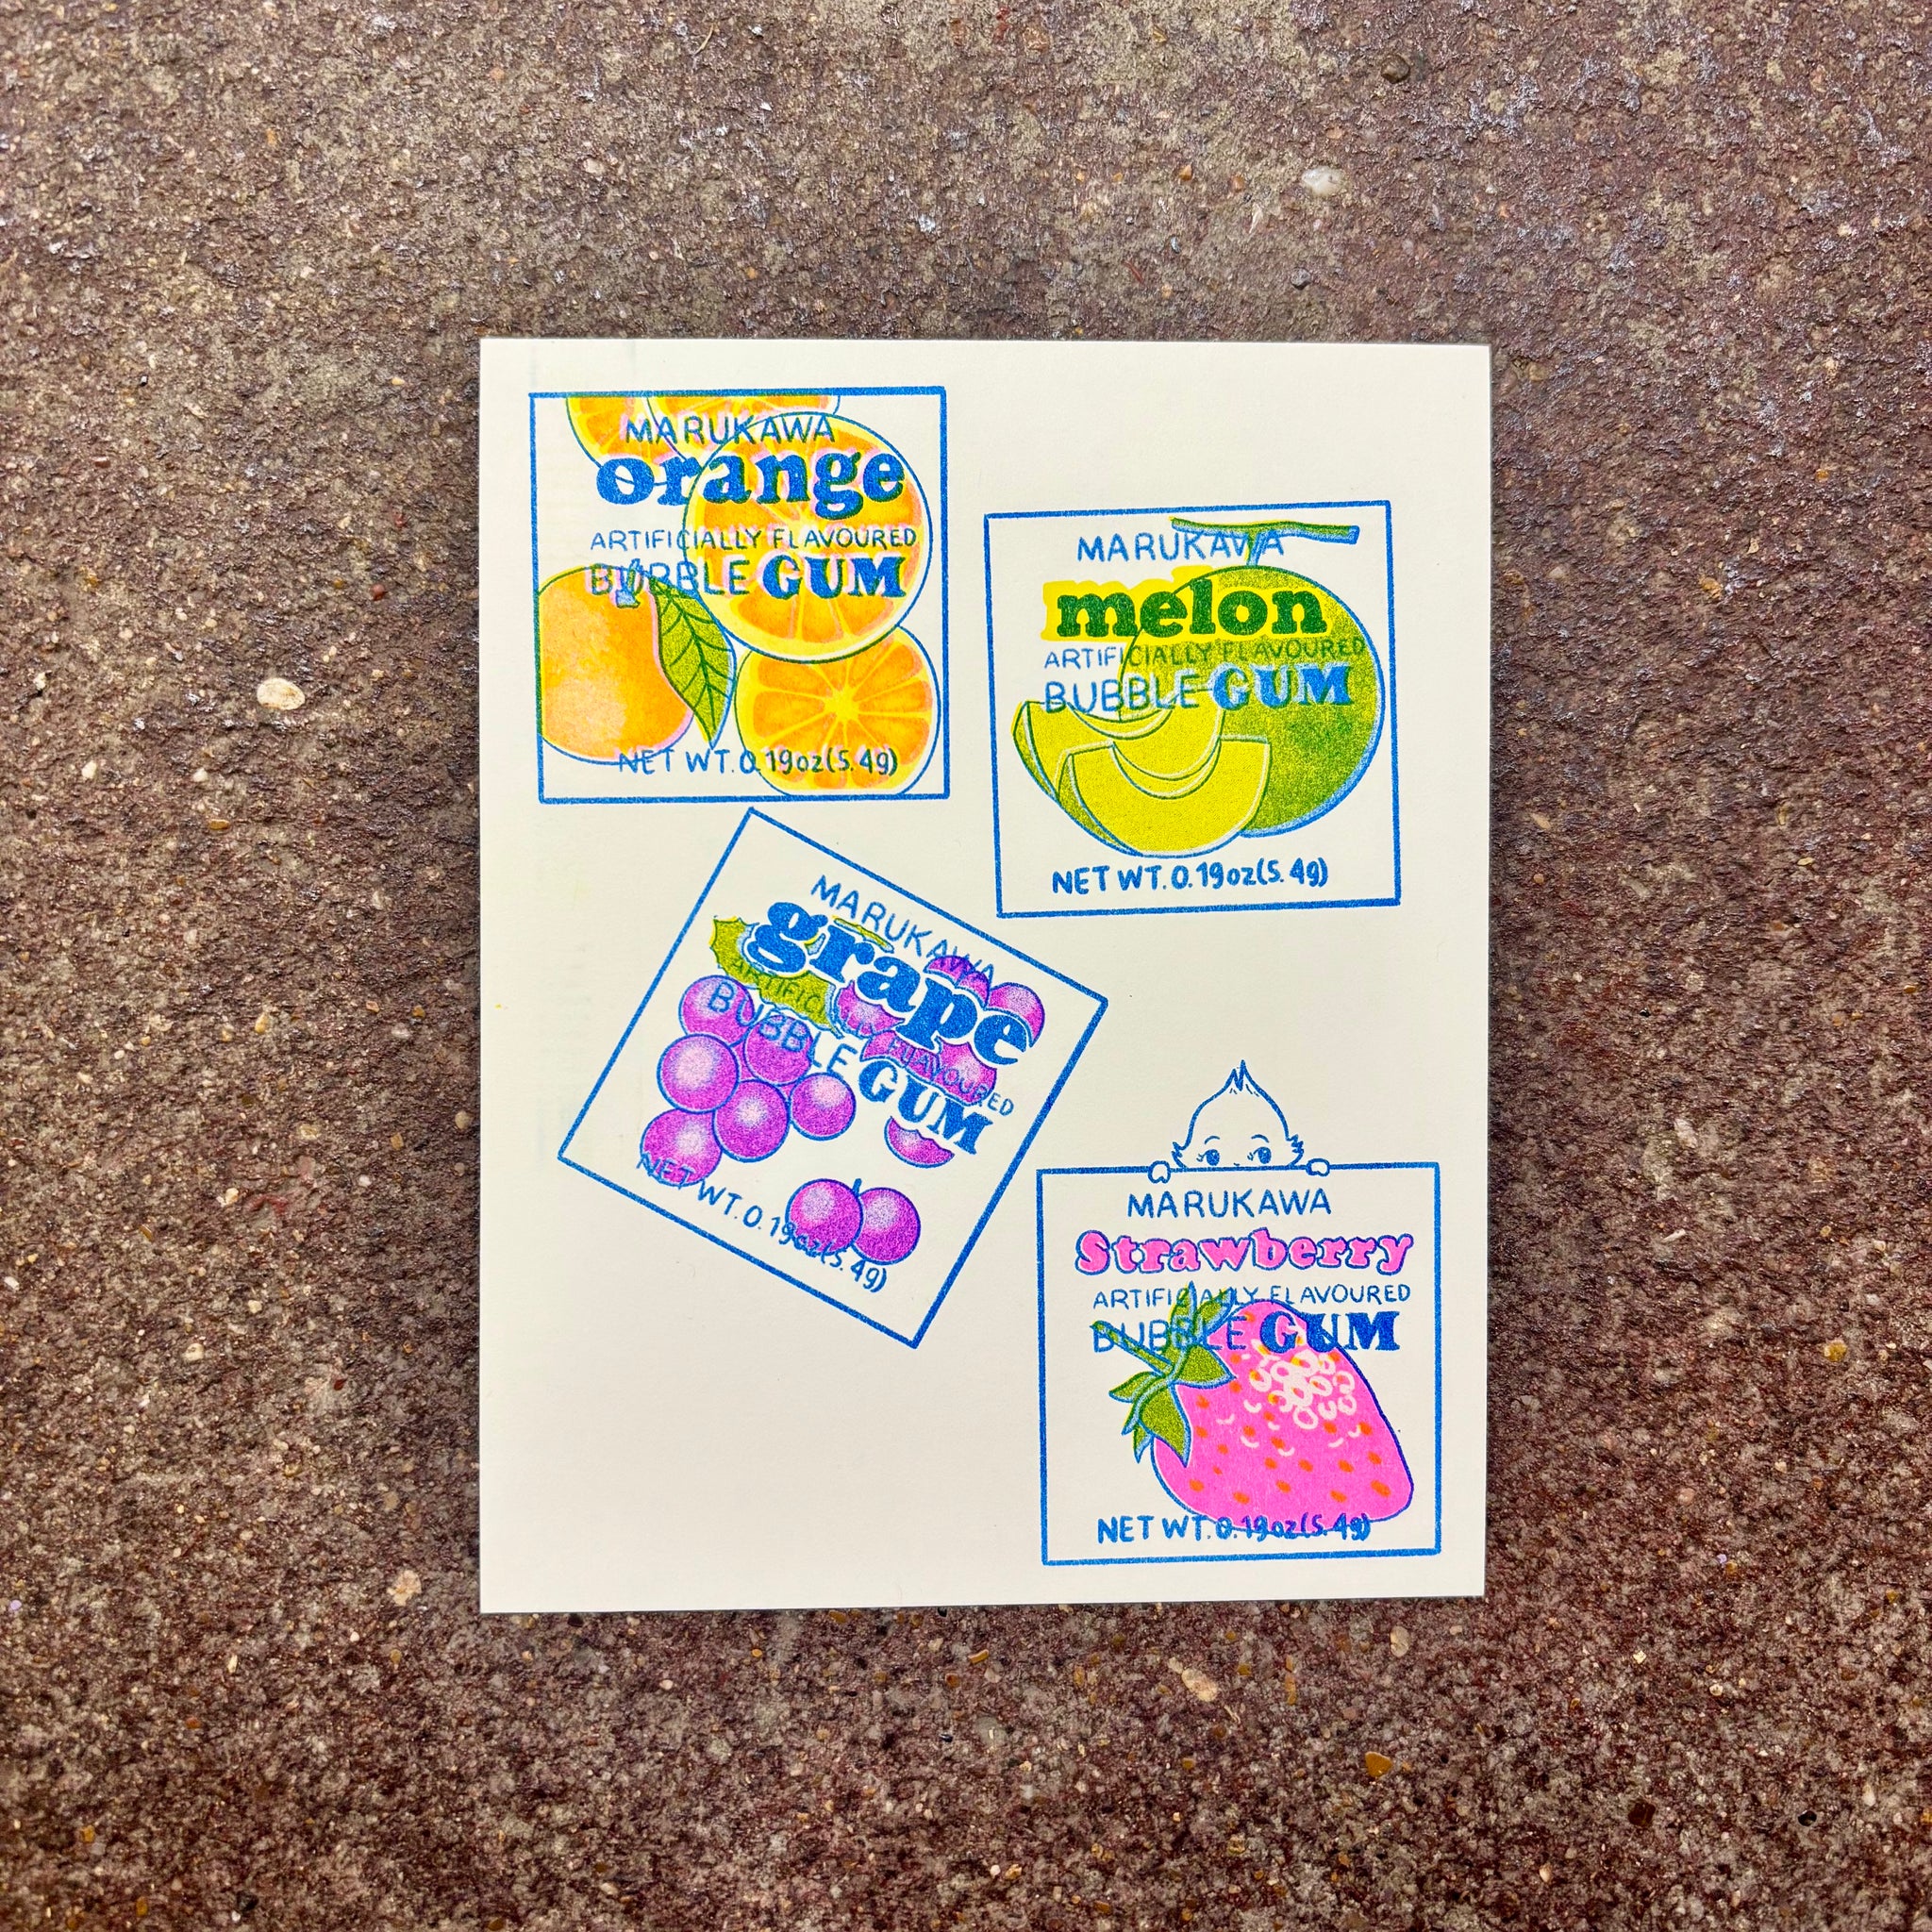 MARUKAWA
orange
ARTIFICIALLY FLAVOURED
BUBBLE GUM
NET WT. 0.19oz(5.4g)
MARUKAWA
melon
ARTIFICIALLY FLAVOURED
BUBBLE GUM
NET WT. 0.19oz(5.4g)
MARUKAWA
grape
ARTIFIC FLAVOURED
BUBBLE GUM
NET WT. 0.19oz(5.4g)
MARUKAWA
Strawberry
ARTIFICIALLY FLAVOURED
BUBBLE GUM
NET WT. 0.19oz(5.4g)